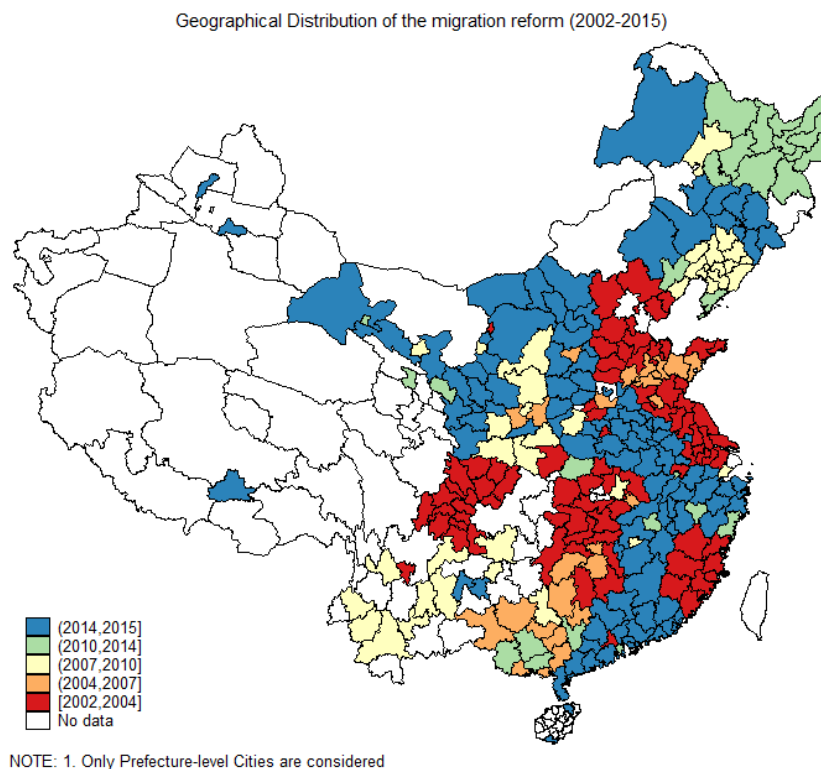 Geographical Distribution of the migration reform (2002-2015)
(2014,2015]
(2010,2014]
(2007,2010]
(2004,2007]
[2002,2004]
No data
NOTE: 1. Only Prefecture-level Cities are considered